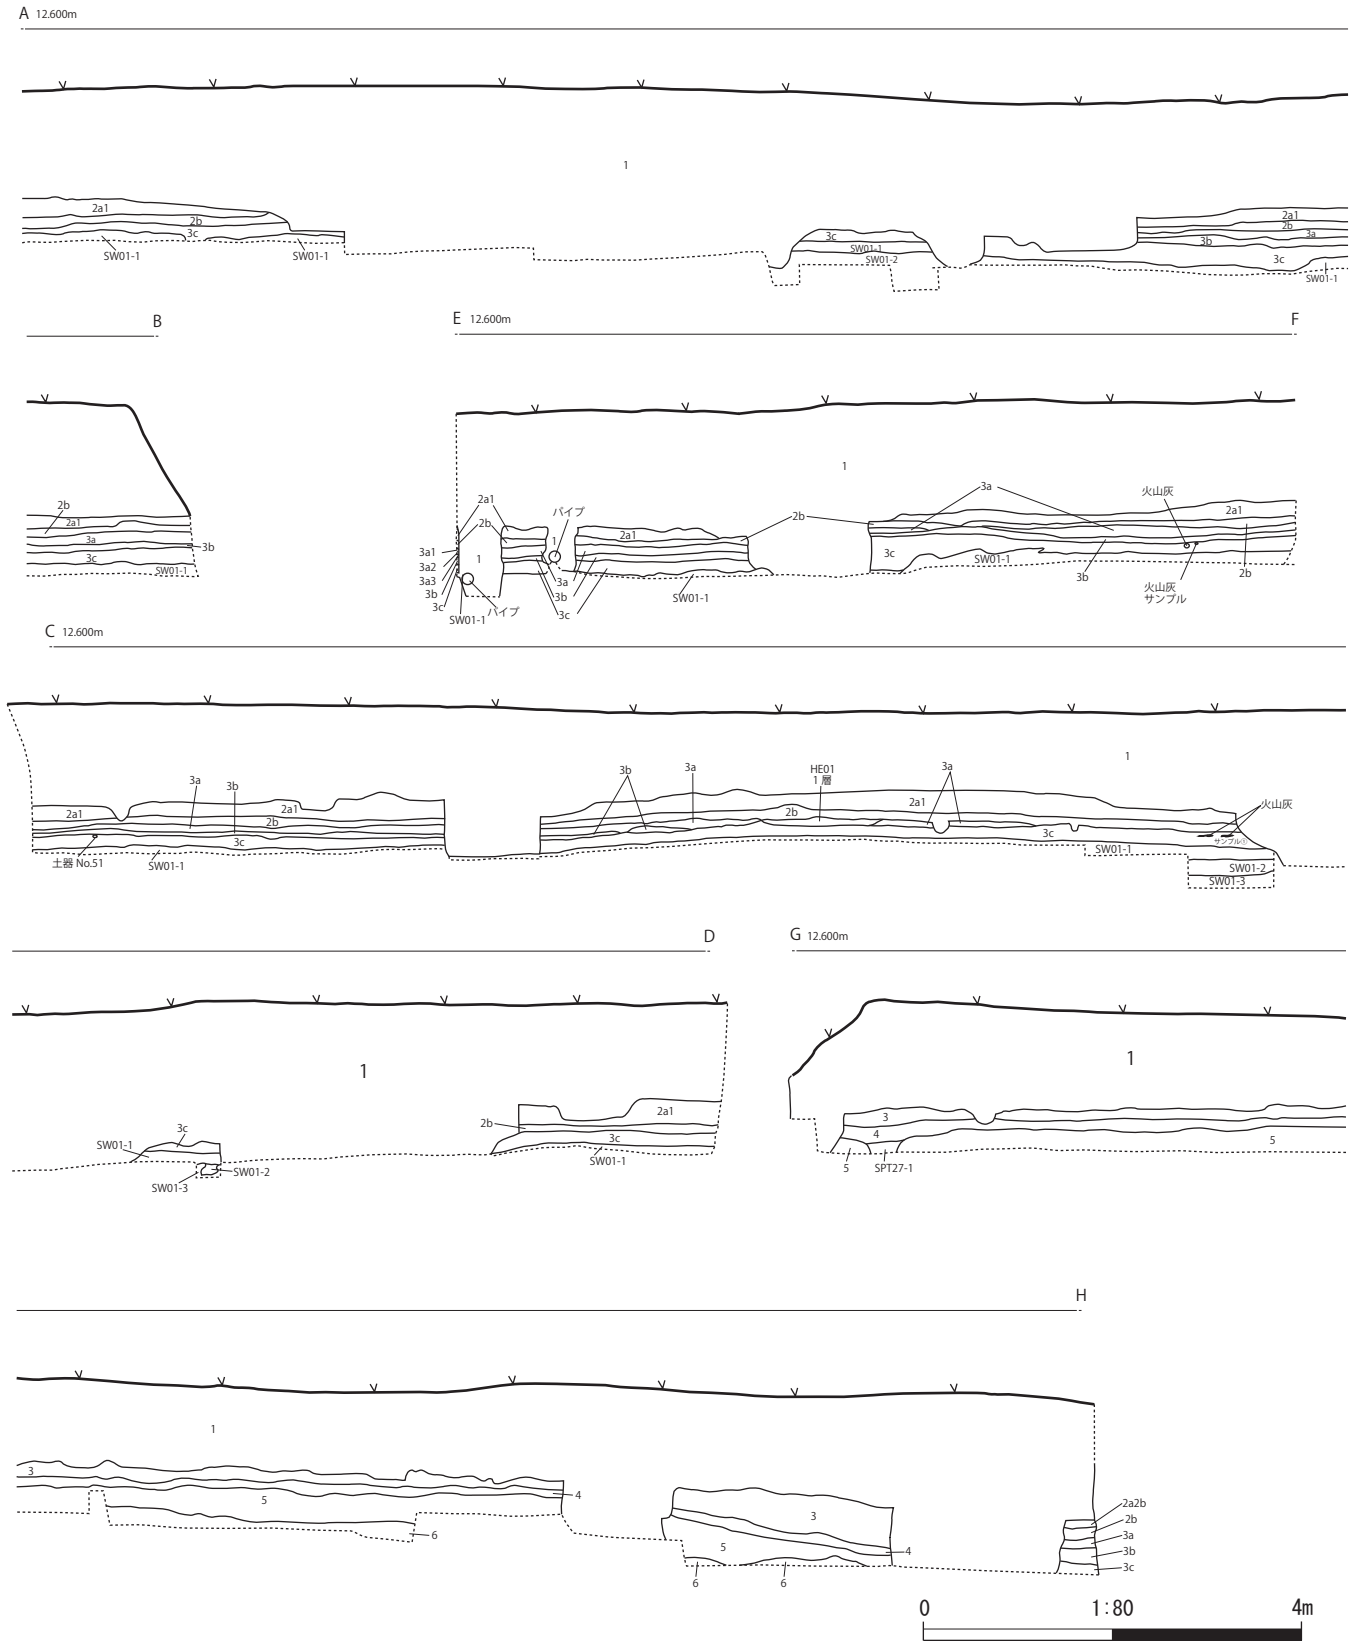 A 12.600m
1
2a1
2b
3c
SW01-1
SW01-1
3c
SW01-1
SW01-2
2a1
2b
3a
3b
3c
SW01-1
B
2b
2a1
3a
3b
3c
SW01-1
E 12.600m
F
1
2a1
2b
パイプ
1
1
2a1
2b
3a1
3a2
3a3
3b
3c
SW01-1
パイプ
3a
3b
3c
SW01-1
3a
火山灰
2a1
3c
SW01-1
3b
火山灰
サンプル
2b
C 12.600m
1
3a
3b
2a1
2a1
2b
3c
土器 No.51
SW01-1
3b
3a
HE01
1 層
3a
2a1
2b
火山灰
3c
サンプル①
SW01-1
SW01-2
SW01-3
D
1
3c
SW01-1
SW01-2
SW01-3
2a1
2b
3c
SW01-1
G 12.600m
1
3
4
5
5
SPT27-1
H
1
3
4
5
6
3
4
5
6
6
2a2b
2b
3a
3b
3c
0 1:80 4m